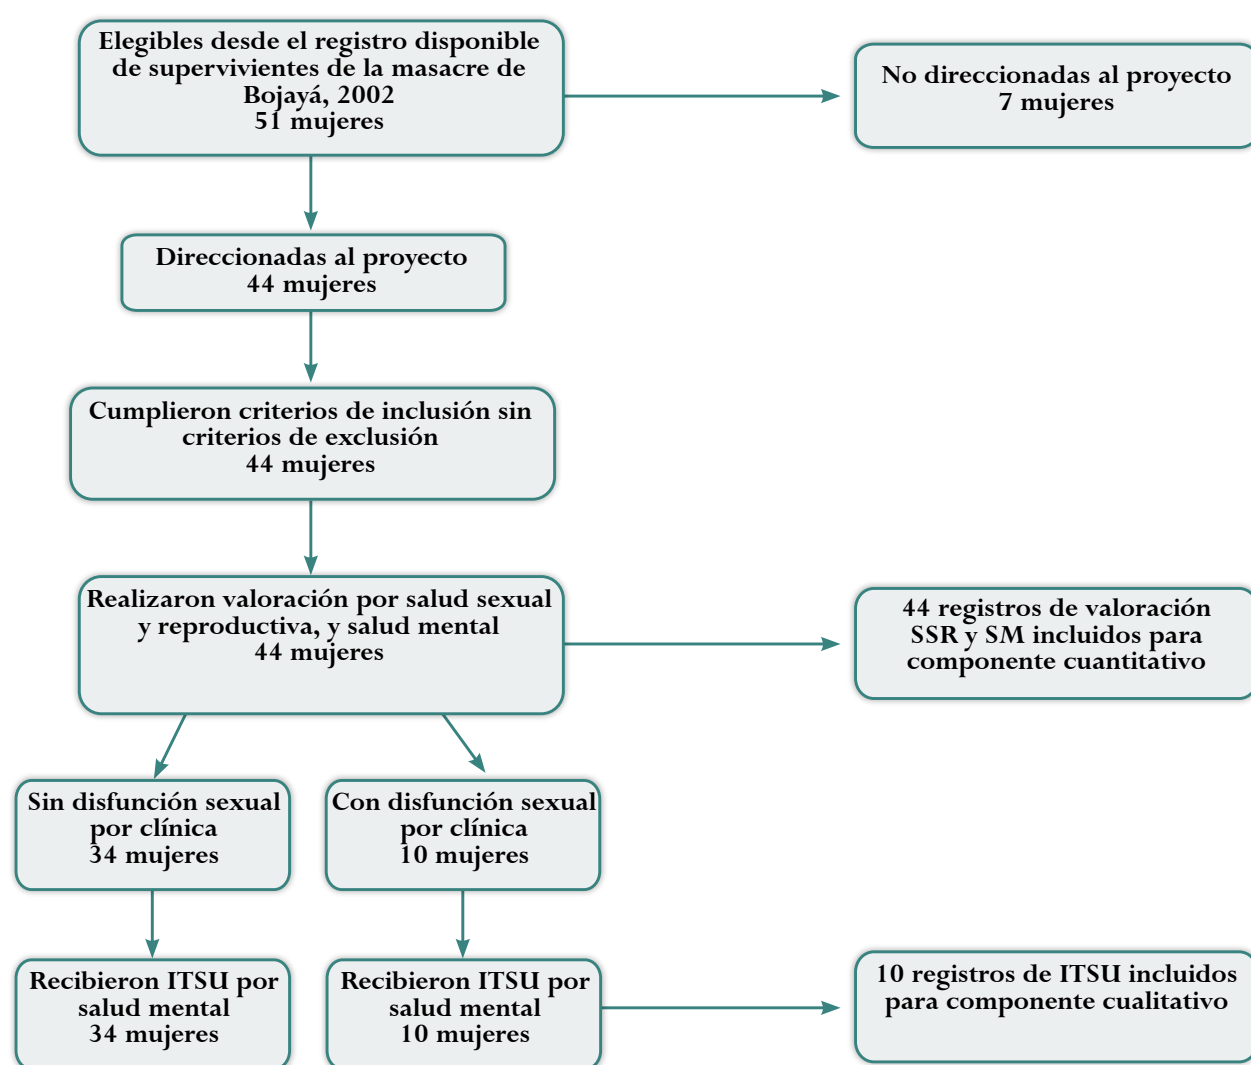 Elegibles desde el registro disponible
de supervivientes de la masacre de
Bojayá, 2002
51 mujeres
No direccionadas al proyecto
7 mujeres
Direccionadas al proyecto
44 mujeres
Cumplieron criterios de inclusión sin
criterios de exclusión
44 mujeres
Realizaron valoración por salud sexual
y reproductiva, y salud mental
44 mujeres
44 registros de valoración
SSR y SM incluidos para
componente cuantitativo
Sin disfunción sexual
por clínica
34 mujeres
Con disfunción sexual
por clínica
10 mujeres
Recibieron ITSU por
salud mental
34 mujeres
Recibieron ITSU por
salud mental
10 mujeres
10 registros de ITSU incluidos
para componente cualitativo